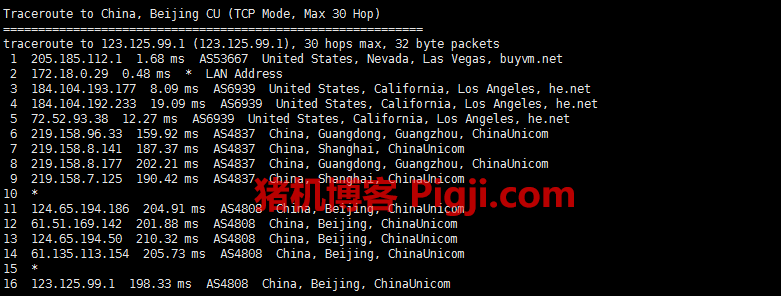 Traceroute to China, Beijing CU (TCP Mode, Max 30 Hop)
============================================================
traceroute to 123.125.99.1 (123.125.99.1), 30 hops max, 32 byte packets
1 205.185.112.1 1.68 ms AS53667 United States, Nevada, Las Vegas, buyvm.net
2 172.18.0.29 0.48 ms * LAN Address
3 184.104.193.177 8.09 ms AS6939 United States, California, Los Angeles, he.net
4 184.104.192.233 19.09 ms AS6939 United States, California, Los Angeles, he.net
5 72.52.93.38 12.27 ms AS6939 United States, California, Los Angeles, he.net
6 219.158.96.33 159.92 ms AS4837 China, Guangdong, Guangzhou, ChinaUnicom
7 219.158.8.141 187.37 ms AS4837 China, Shanghai, ChinaUnicom
8 219.158.8.177 202.21 ms AS4837 China, Guangdong, Guangzhou, ChinaUnicom
9 219.158.7.125 190.42 ms AS4837 China, Shanghai, ChinaUnicom
10 *
猪机博客 Piqji.com
11 124.65.194.186 204.91 ms AS4808 China, Beijing, ChinaUnicom
12 61.51.169.142 201.88 ms AS4808 China, Beijing, ChinaUnicom
13 124.65.194.50 210.32 ms AS4808 China, Beijing, ChinaUnicom
14 61.135.113.154 205.73 ms AS4808 China, Beijing, ChinaUnicom
15 *
16 123.125.99.1 198.33 ms AS4808 China, Beijing, ChinaUnicom